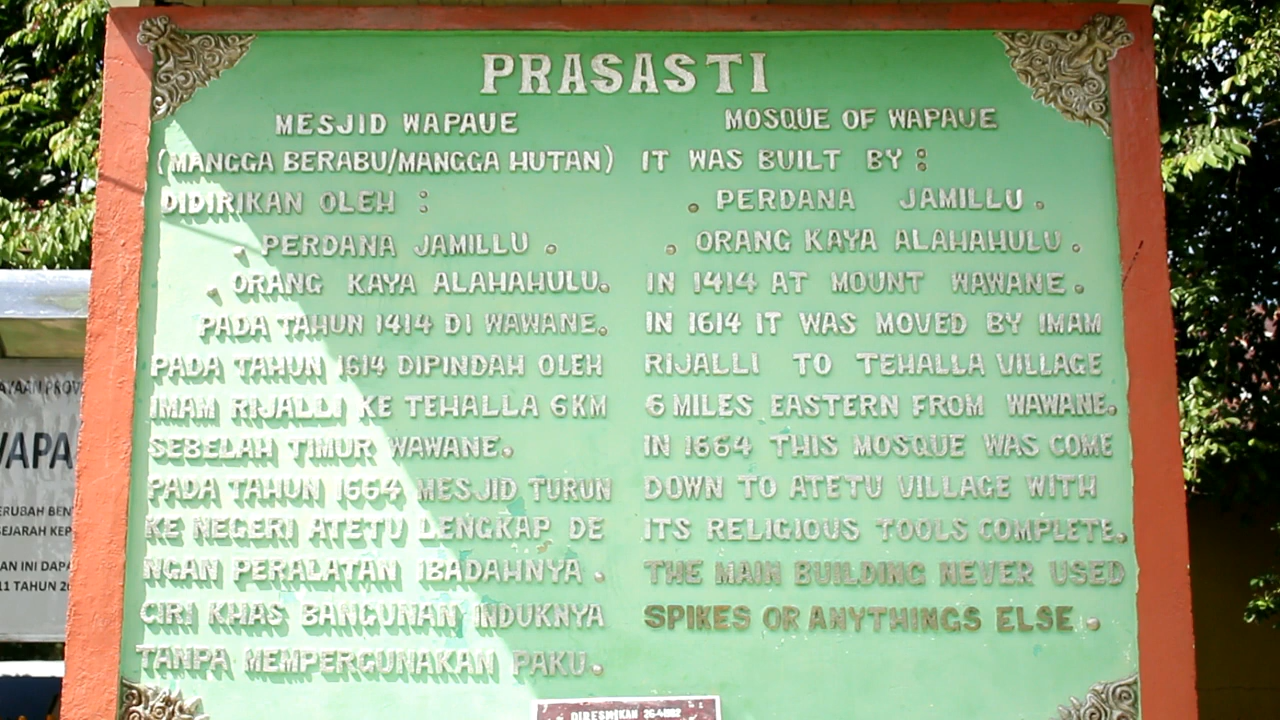 PRASASTI
MESJID WAPAUE
(MANGGA BERABU/MANGGA HUTAN)
DIDIRIKAN OLEH :
. PERDANA JAMILLU .
. ORANG KAYA ALAHAHULU.
PADA TAHUN 1414 DI WAWANE.
PADA TAHUN 1614 DIPINDAH OLEH
IMAM RIJALLI KE TEHALLA 6KM
SEBELAH TIMUR WAWANE.
PADA TAHUN 1664 MESJID TURUN
KE NEGERI ATETU LENGKAP DE
NGAN PERALATAN IBADAHNYA .
CIRI KHAS BANGUNAN INDUKNYA
TANPA MEMPERGUNAKAN PAKU.
MOSQUE OF WAPAUE
IT WAS BUILT BY :
. PERDANA JAMILLU .
. ORANG KAYA ALAHAHULU .
IN 1414 AT MOUNT WAWANE .
IN 1614 IT WAS MOVED BY IMAM
RIJALLI TO TEHALLA VILLAGE
6 MILES EASTERN FROM WAWANE.
IN 1664 THIS MOSQUE WAS COME
DOWN TO ATETU VILLAGE WITH
ITS RELIGIOUS TOOLS COMPLETE.
THE MAIN BUILDING NEVER USED
SPIKES OR ANYTHINGS ELSE .
DIRESMIKAN